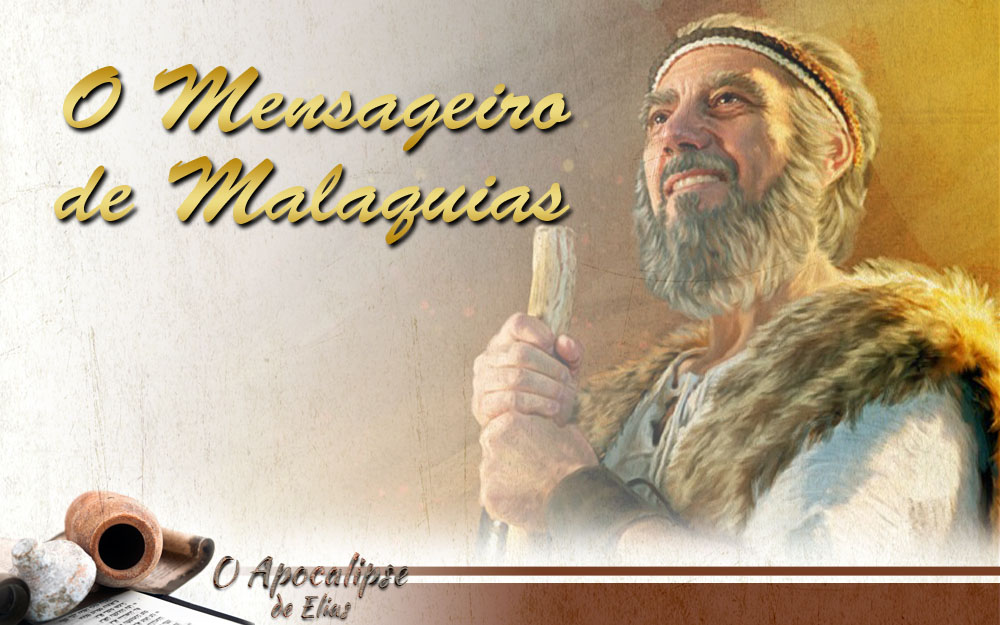 O Mensageiro
de Malaquias
O Apocalipse
de Elias